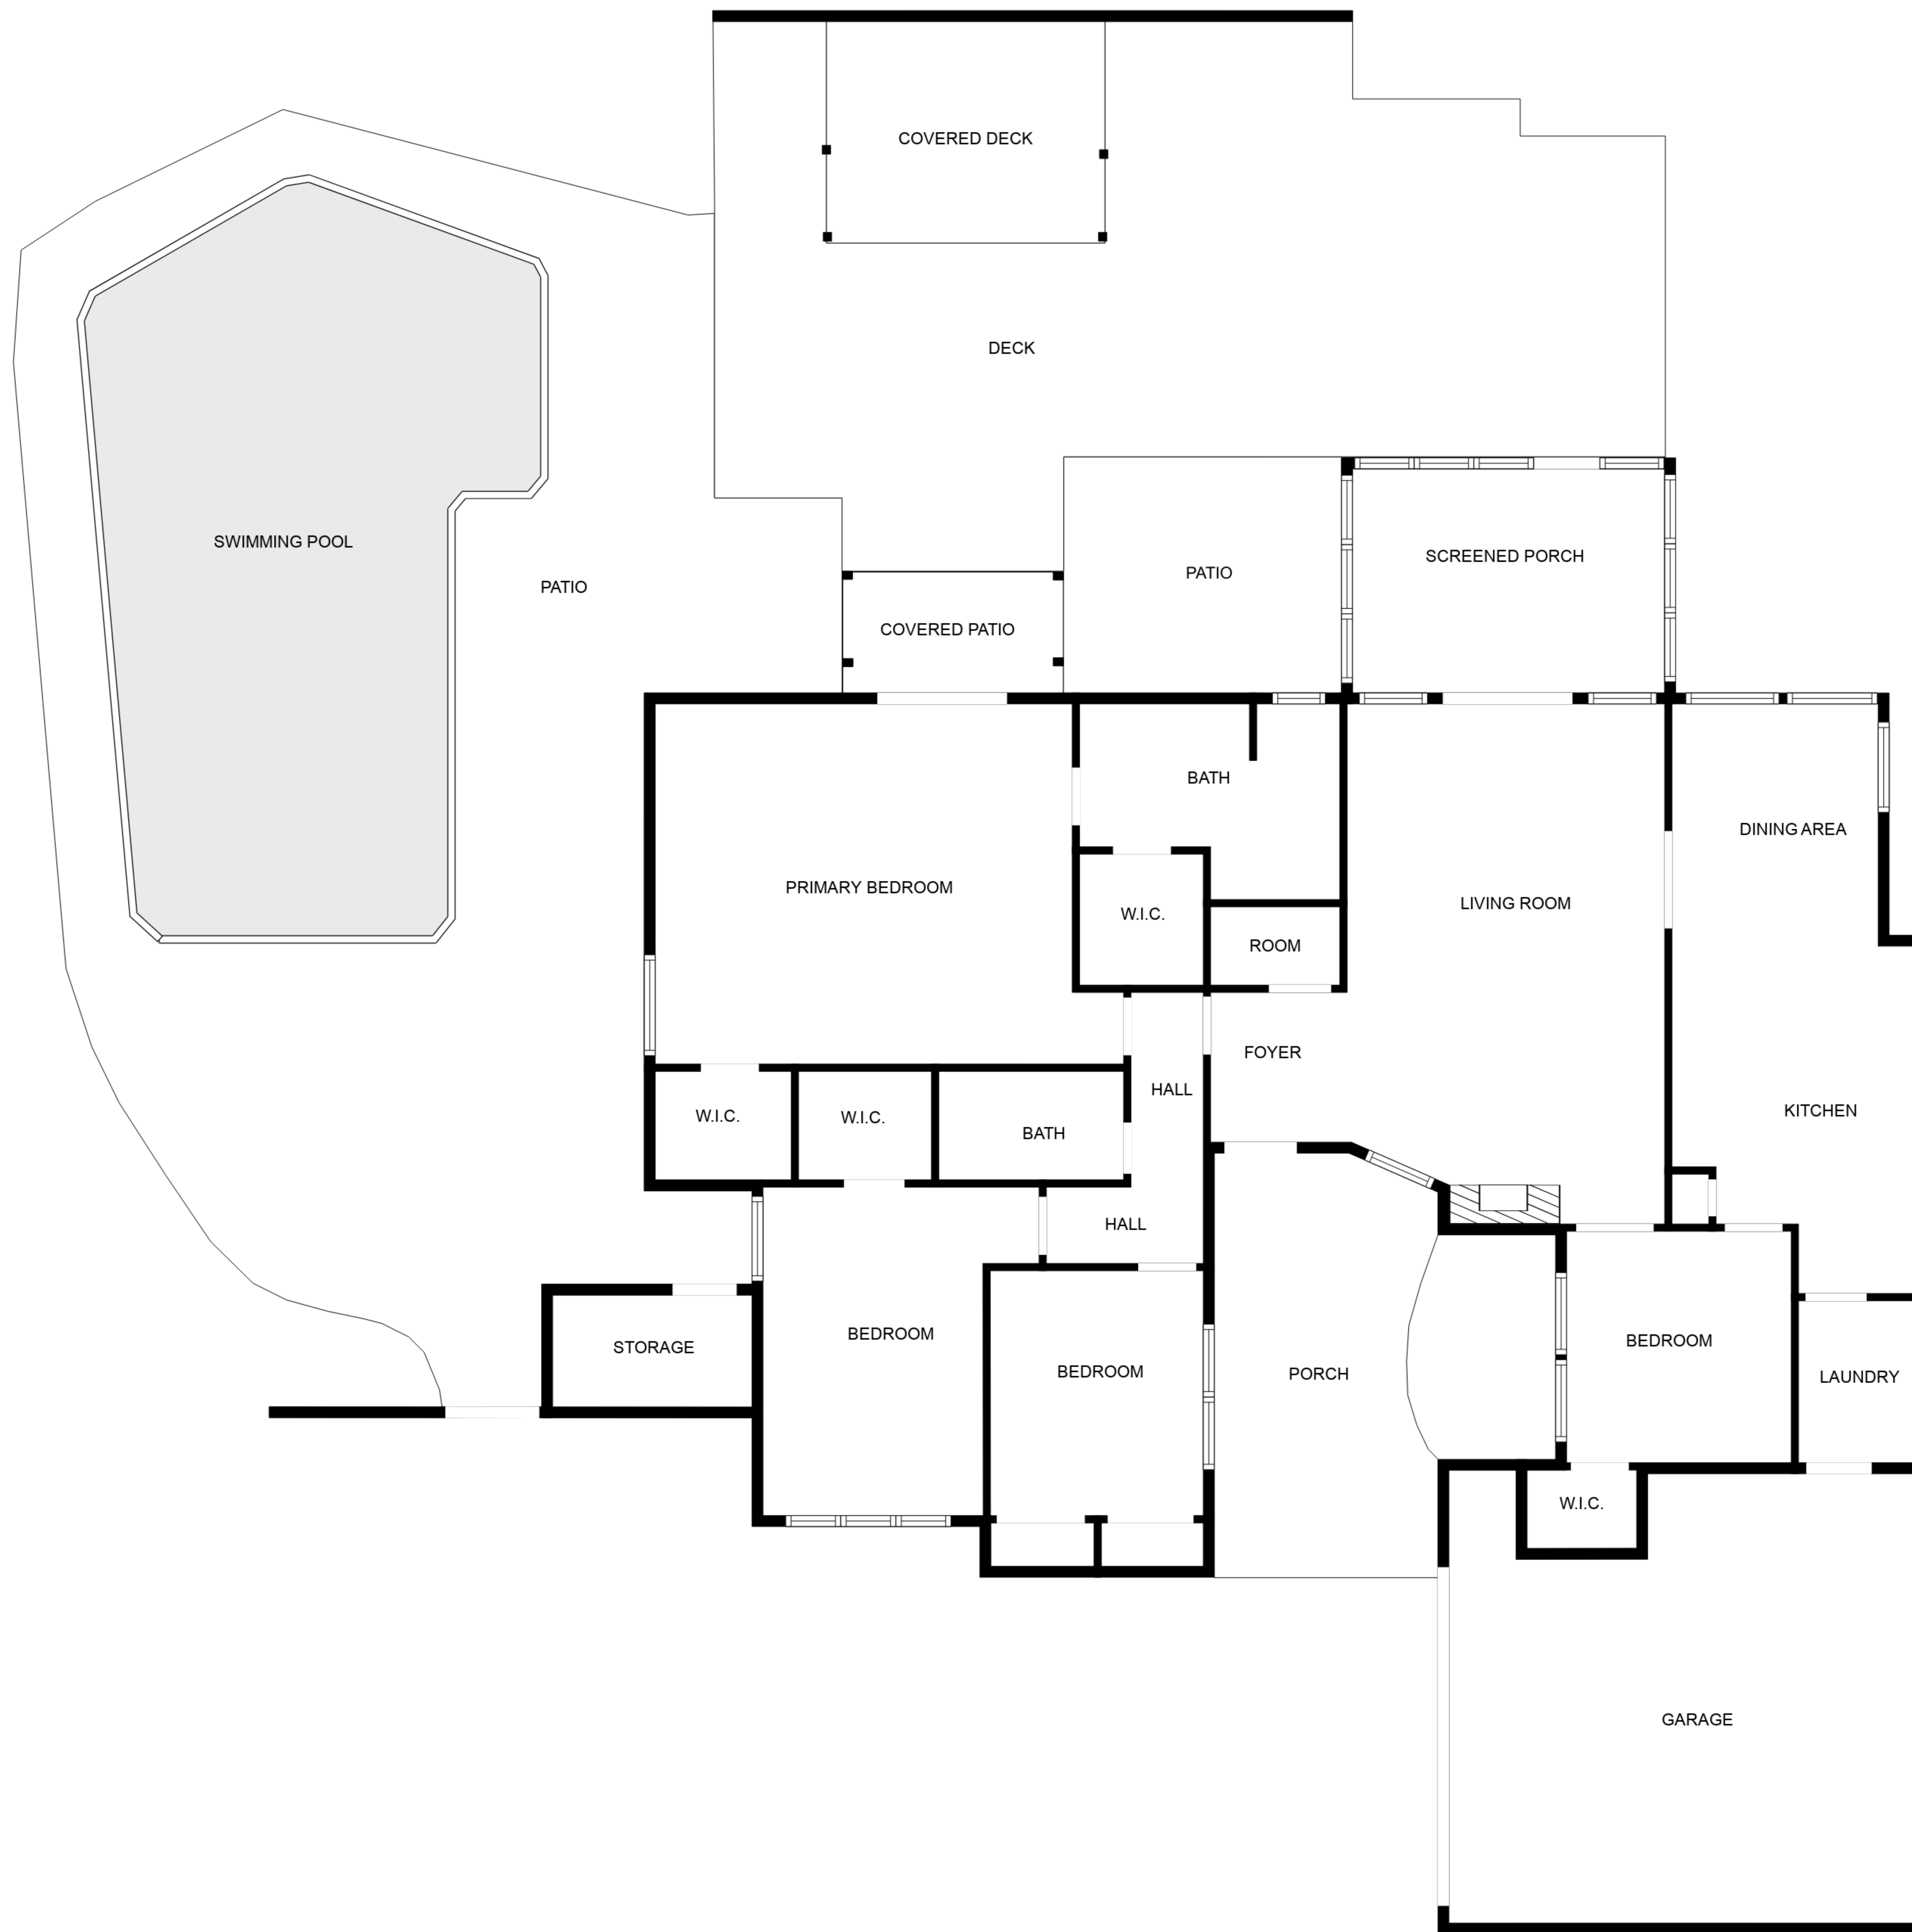 COVERED DECK
DECK
SWIMMING POOL
PATIO
COVERED PATIO
PATIO
SCREENED PORCH
BATH
DINING AREA
PRIMARY BEDROOM
W.I.C.
LIVING ROOM
ROOM
FOYER
HALL
KITCHEN
W.I.C.
W.I.C.
BATH
HALL
STORAGE
BEDROOM
BEDROOM
PORCH
BEDROOM
LAUNDRY
W.I.C.
GARAGE